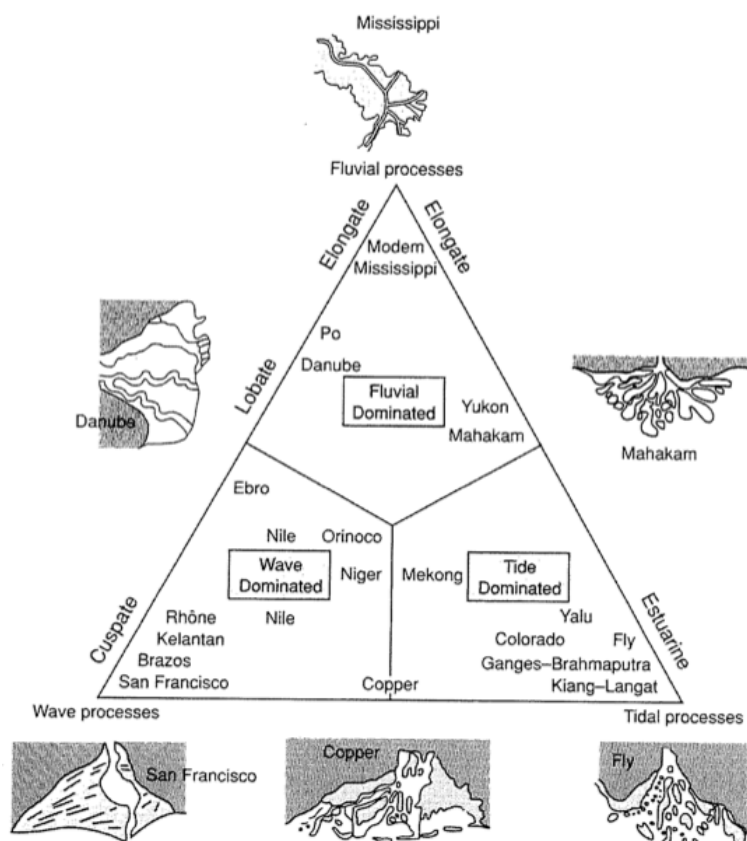 Mississippi
Fluvial processes
Elongate
Elongate
Modem
Mississippi
Po
Danube
Lobate
Fluvial
Dominated
Yukon
Mahakam
Danube
Mahakam
Ebro
Nile
Orinoco
Wave
Dominated
Niger
Mekong
Tide
Dominated
Cuspate
Estuarine
Rhône
Nile
Yalu
Kelantan
Colorado
Fly
Brazos
Ganges–Brahmaputra
San Francisco
Copper
Kiang–Langat
Wave processes
Tidal processes
San Francisco
Copper
Fly